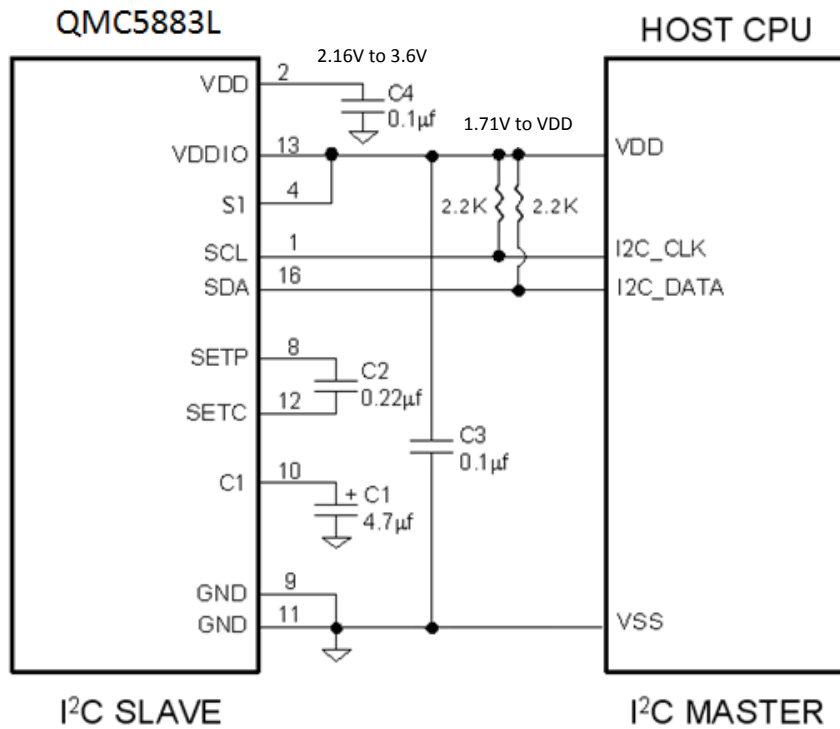 QMC5883L
HOST CPU
2.16V to 3.6V
VDD 2
C4
0.1µf
1.71V to VDD
VDDIO 13
VDD
S1 4
2.2K 2.2K
SCL 1
I2C_CLK
SDA 16
I2C_DATA
SETP 8
C2
0.22µf
SETC 12
C3
0.1µf
C1 10
+ C1
4.7µf
GND 9
GND 11
VSS
I²C SLAVE
I²C MASTER